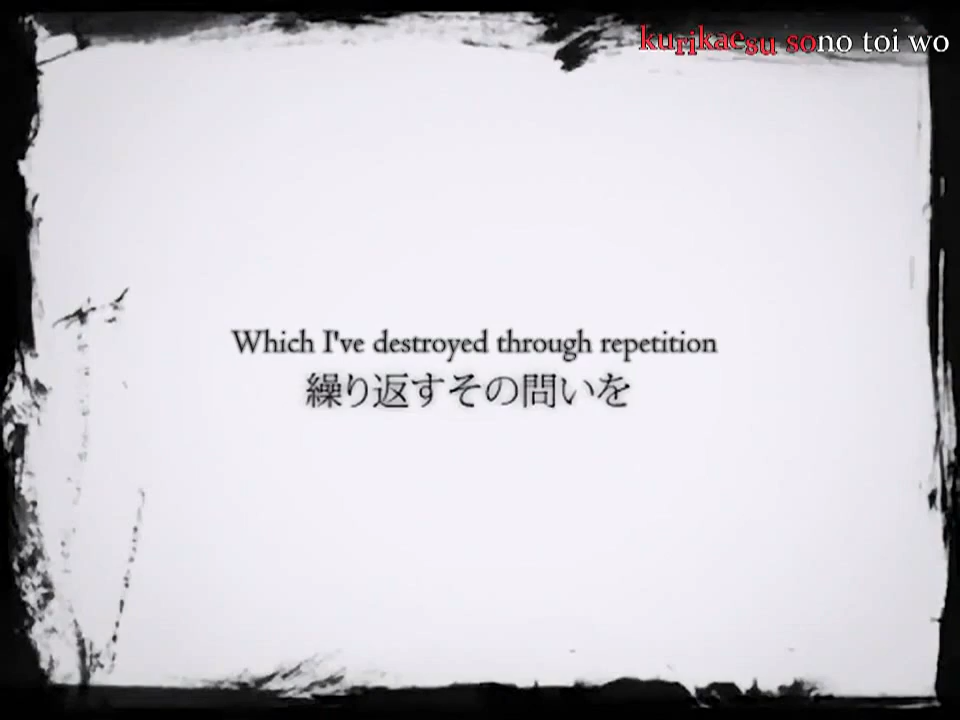 kurikaesu sono toi wo
Which I've destroyed through repetition
繰り返すその問いを